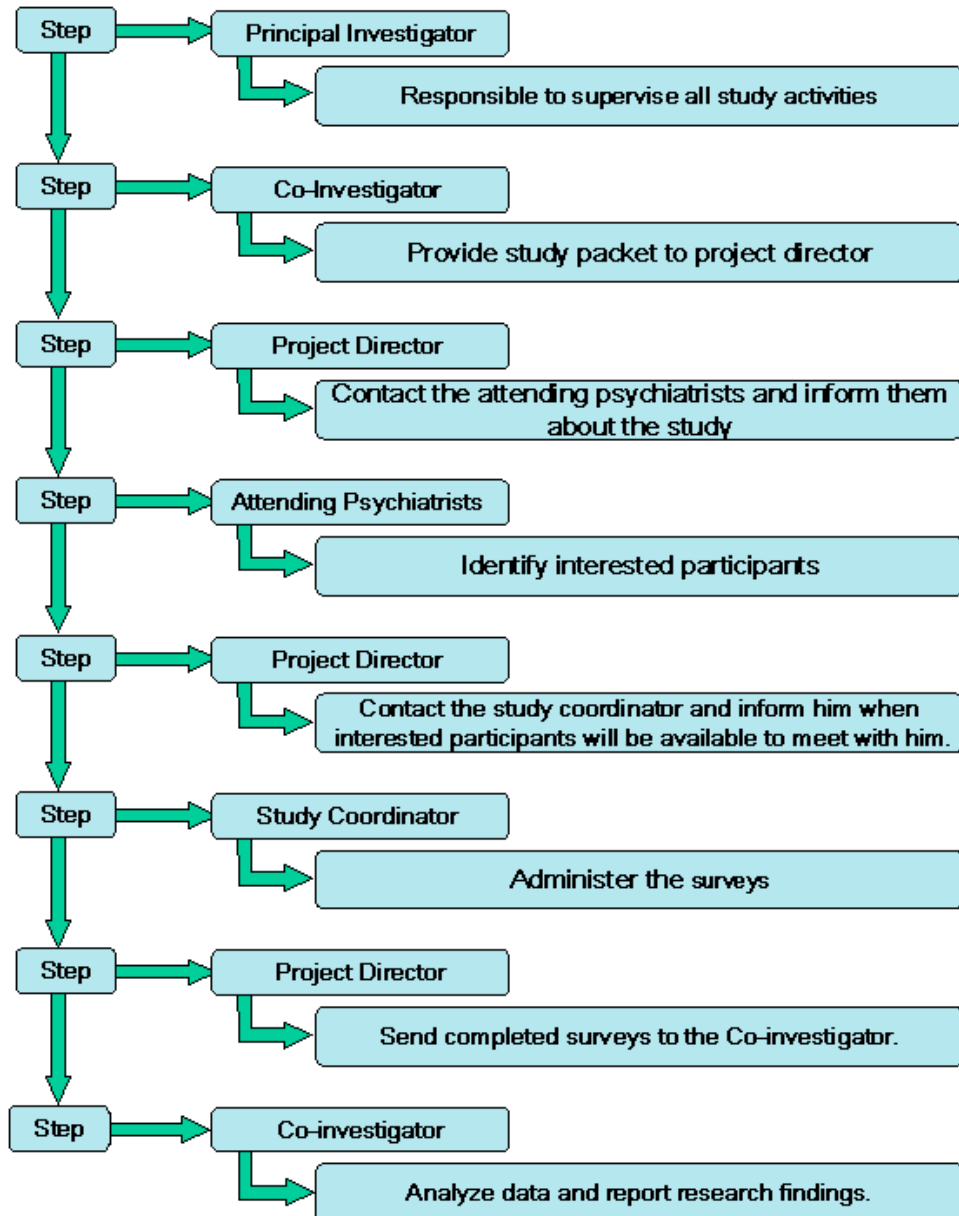 Step
Principal Investigator
Responsible to supervise all study activities
Step
Co-Investigator
Provide study packet to project director
Step
Project Director
Contact the attending psychiatrists and inform them
about the study
Step
Attending Psychiatrists
Identify interested participants
Step
Project Director
Contact the study coordinator and inform him when
interested participants will be available to meet with him.
Step
Study Coordinator
Administer the surveys
Step
Project Director
Send completed surveys to the Co-investigator.
Step
Co-investigator
Analyze data and report research findings.